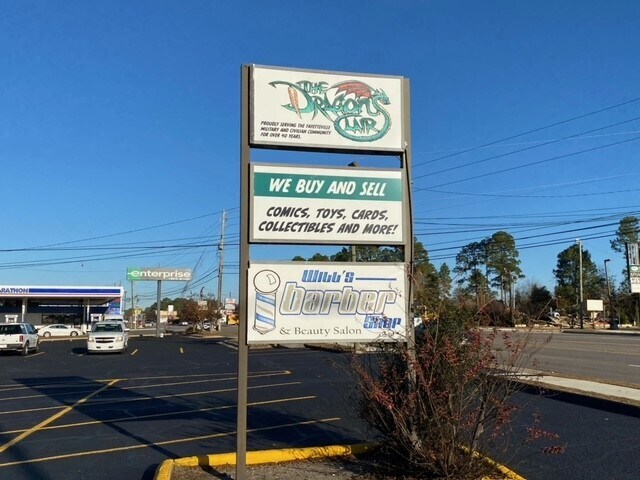 THE
DRAGON'S
LAIR
PROUDLY SERVING THE FAYETTEVILLE
MILITARY AND CIVILIAN COMMUNITY
FOR OVER 40 YEARS.
WE BUY AND SELL
COMICS, TOYS, CARDS,
COLLECTIBLES AND MORE!
WILL'S
barber
SHOP
& Beauty Salon
enterprise
RATHON